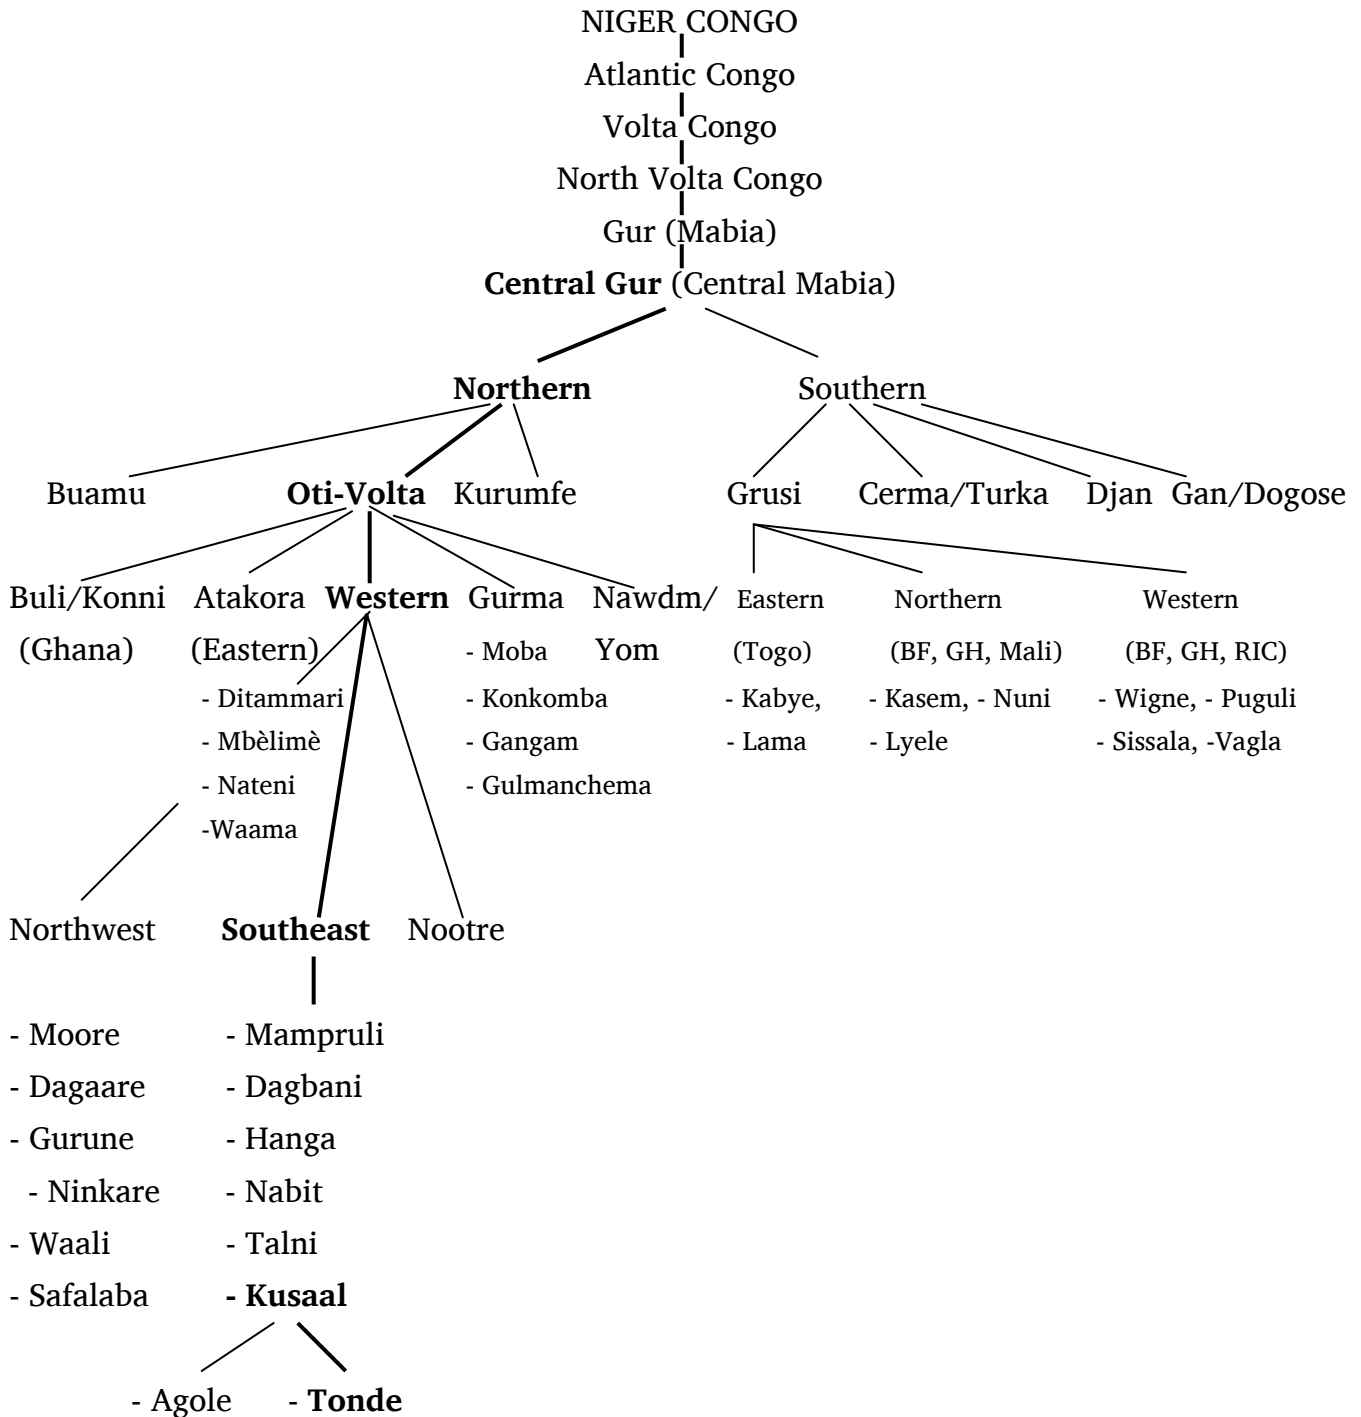 NIGER CONGO
Atlantic Congo
Volta Congo
North Volta Congo
Gur (Mabia)
Central Gur (Central Mabia)
Northern Southern
Buamu Oti-Volta Kurumfe Grusi Cerma/Turka Djan Gan/Dogose
Buli/Konni Atakora Western Gurma Nawdm/ Eastern Northern Western
(Ghana) (Eastern) - Moba Yom (Togo) (BF, GH, Mali) (BF, GH, RIC)
- Ditammari - Konkomba - Kabye, - Kasem, - Nuni - Wigne, - Puguli
- Mbèlimè - Gangam - Lama - Lyele - Sissala, -Vagla
- Nateni - Gulmanchema
-Waama
Northwest Southeast Nootre
- Moore - Mampruli
- Dagaare - Dagbani
- Gurune - Hanga
- Ninkare - Nabit
- Waali - Talni
- Safalaba - Kusaal
- Agole - Tonde